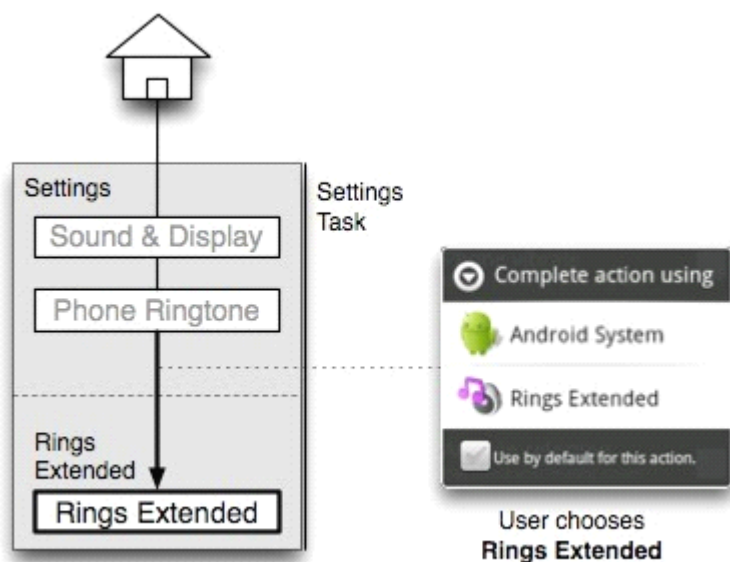 Settings
Sound & Display
Phone Ringtone
Settings
Task
Rings
Extended
Rings Extended
Complete action using
Android System
Rings Extended
Use by default for this action.
User chooses
Rings Extended